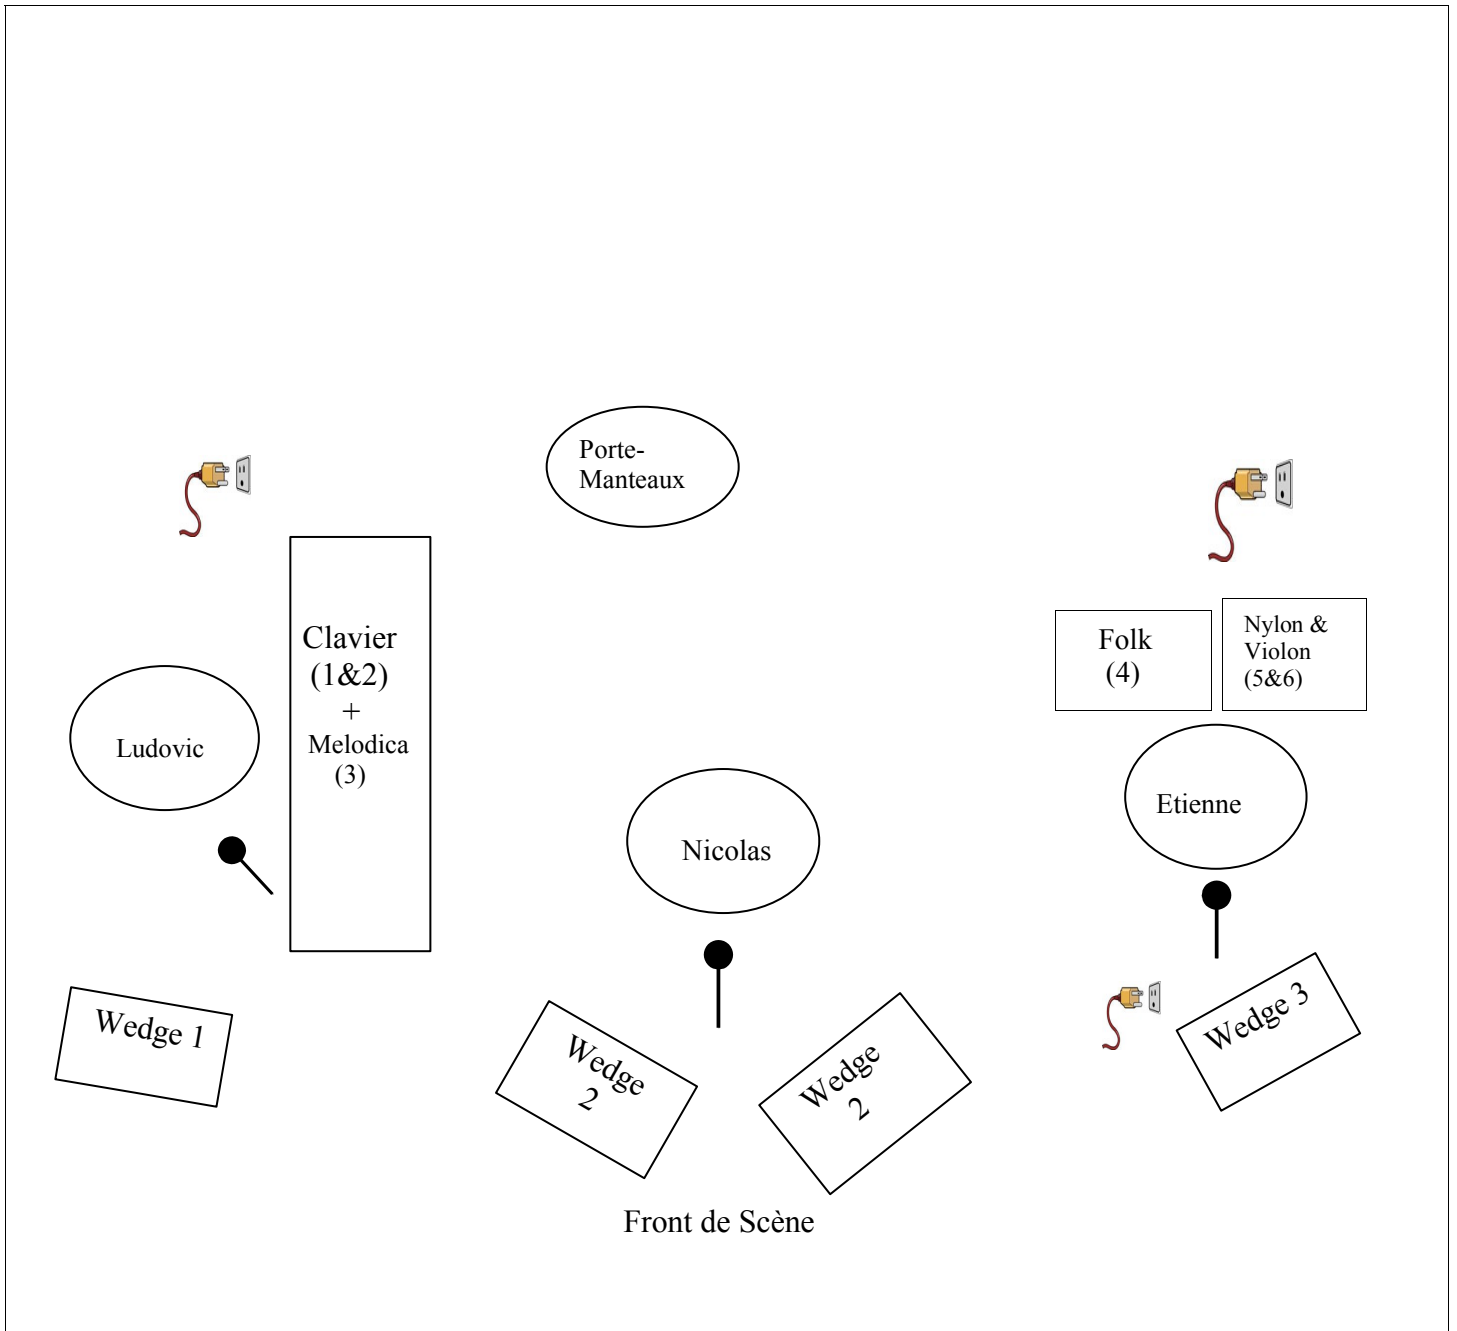 Porte-
Manteaux
Clavier
(1&2)
+
Melodica
(3)
Ludovic
Folk
(4)
Nylon &
Violon
(5&6)
Etienne
Nicolas
Wedge 1
Wedge
2
Wedge
2
Wedge 3
Front de Scène